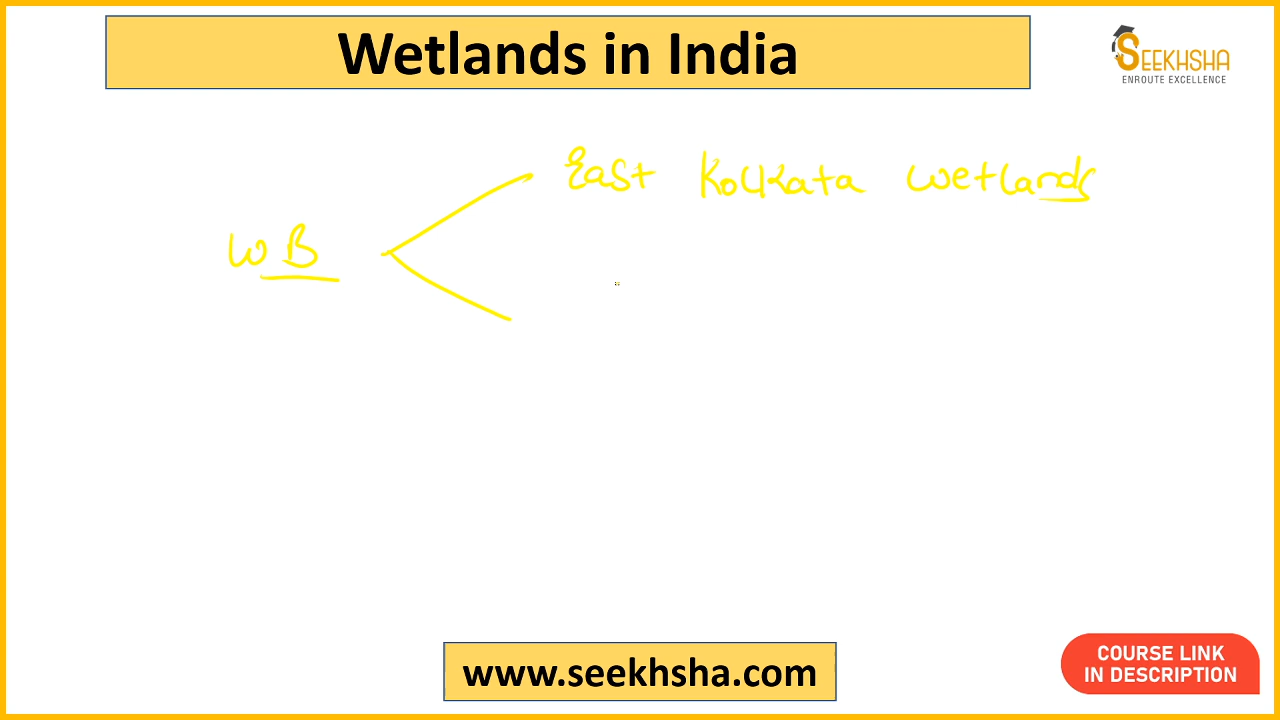 Wetlands in India
SEEKHSHA
ENROUTE EXCELLENCE
East Kolkata Wetlands
WB
www.seekhsha.com
COURSE LINK
IN DESCRIPTION